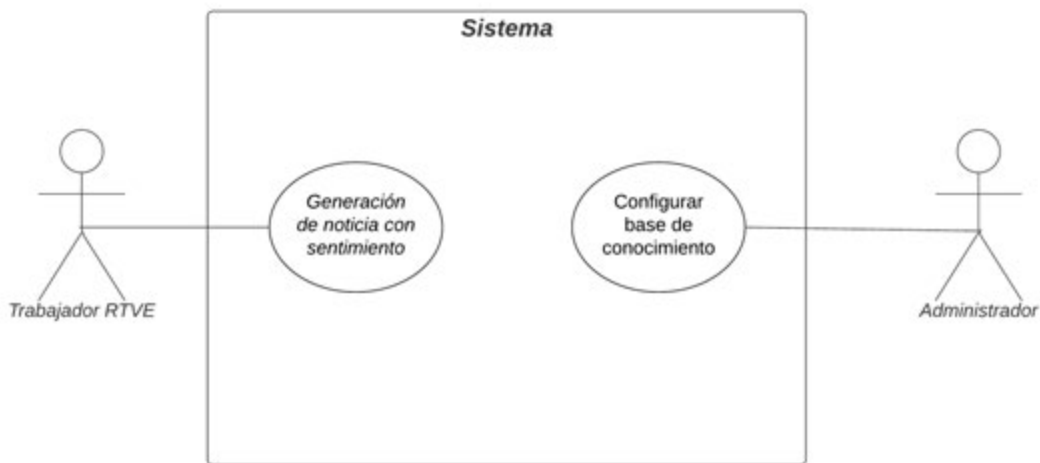 Sistema
Generación
de noticia con
sentimiento
Configurar
base de
conocimiento
Trabajador RTVE
Administrador